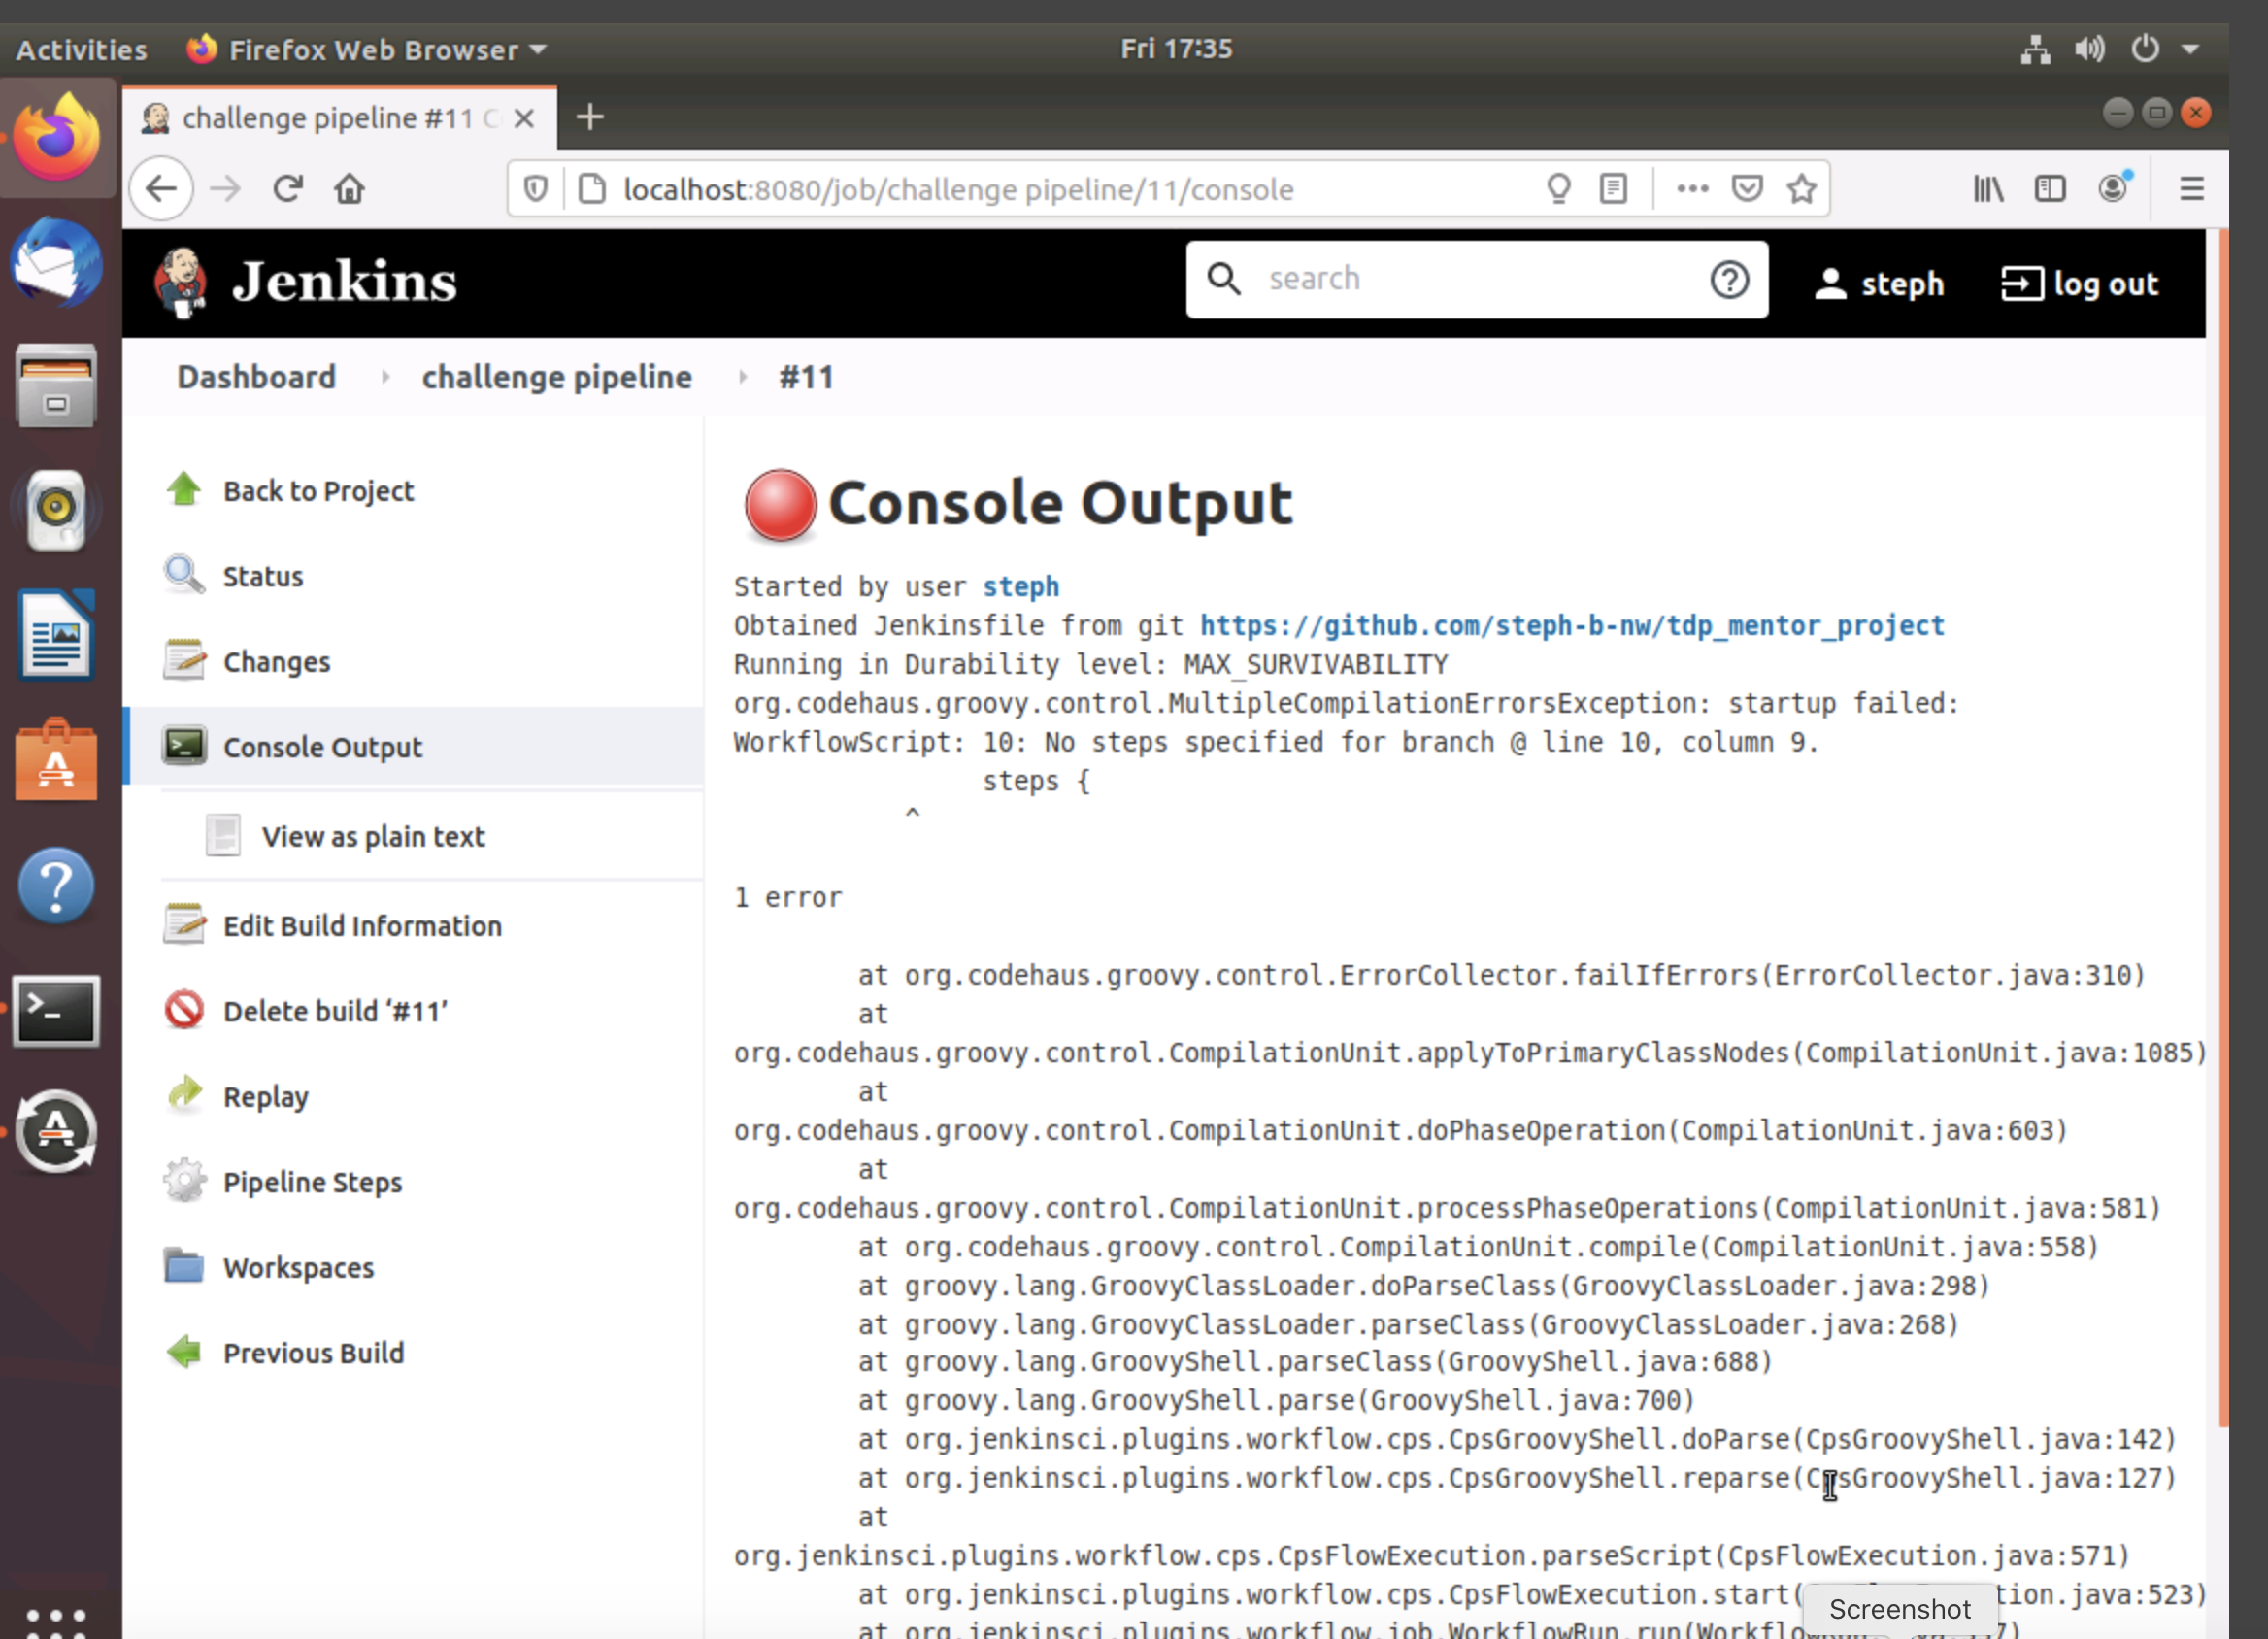 Activities
Firefox Web Browser
Fri 17:35
challenge pipeline #11
localhost:8080/job/challenge pipeline/11/console
Jenkins
search
steph
log out
Dashboard
challenge pipeline
#11
Back to Project
Status
Changes
Console Output
View as plain text
Edit Build Information
Delete build ‘#11’
Replay
Pipeline Steps
Workspaces
Previous Build
Console Output
Started by user steph
Obtained Jenkinsfile from git https://github.com/steph-b-nw/tdp_mentor_project
Running in Durability level: MAX_SURVIVABILITY
org.codehaus.groovy.control.MultipleCompilationErrorsException: startup failed:
WorkflowScript: 10: No steps specified for branch @ line 10, column 9.
steps {
^
1 error
at org.codehaus.groovy.control.ErrorCollector.failIfErrors(ErrorCollector.java:310)
at
org.codehaus.groovy.control.CompilationUnit.applyToPrimaryClassNodes(CompilationUnit.java:1085)
at
org.codehaus.groovy.control.CompilationUnit.doPhaseOperation(CompilationUnit.java:603)
at
org.codehaus.groovy.control.CompilationUnit.processPhaseOperations(CompilationUnit.java:581)
at org.codehaus.groovy.control.CompilationUnit.compile(CompilationUnit.java:558)
at groovy.lang.GroovyClassLoader.doParseClass(GroovyClassLoader.java:298)
at groovy.lang.GroovyClassLoader.parseClass(GroovyClassLoader.java:268)
at groovy.lang.GroovyShell.parseClass(GroovyShell.java:688)
at groovy.lang.GroovyShell.parse(GroovyShell.java:700)
at org.jenkinsci.plugins.workflow.cps.CpsGroovyShell.doParse(CpsGroovyShell.java:142)
at org.jenkinsci.plugins.workflow.cps.CpsGroovyShell.reparse(CpsGroovyShell.java:127)
at
org.jenkinsci.plugins.workflow.cps.CpsFlowExecution.parseScript(CpsFlowExecution.java:571)
at org.jenkinsci.plugins.workflow.cps.CpsFlowExecution.start( tion.java:523)
Screenshot
at org.jenkinsci.plugins.workflow.job.WorkflowRun.run(